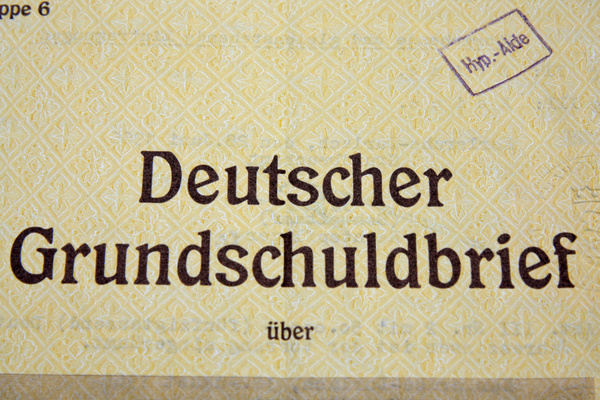 ppe 6
Hyp.-Akte
Deutscher
Grundschuldbrief
über